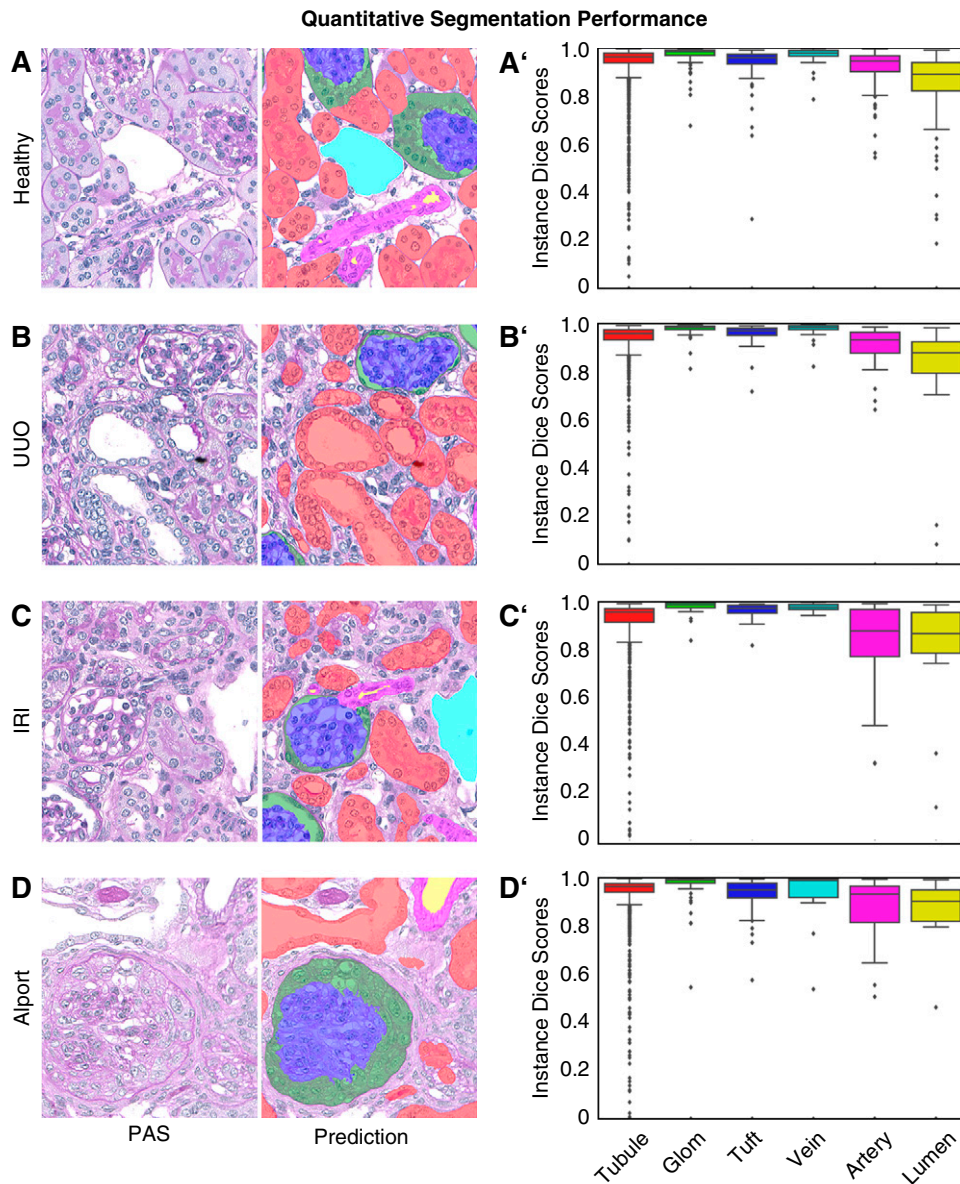 Quantitative Segmentation Performance
A
A‘
Healthy
Instance Dice Scores
1.0
0.8
0.6
0.4
0.2
0
B
B‘
UUO
Instance Dice Scores
1.0
0.8
0.6
0.4
0.2
0
C
C‘
IRI
Instance Dice Scores
1.0
0.8
0.6
0.4
0.2
0
D
D‘
Alport
Instance Dice Scores
1.0
0.8
0.6
0.4
0.2
0
PAS
Prediction
Tubule
Glom
Tuft
Vein
Artery
Lumen